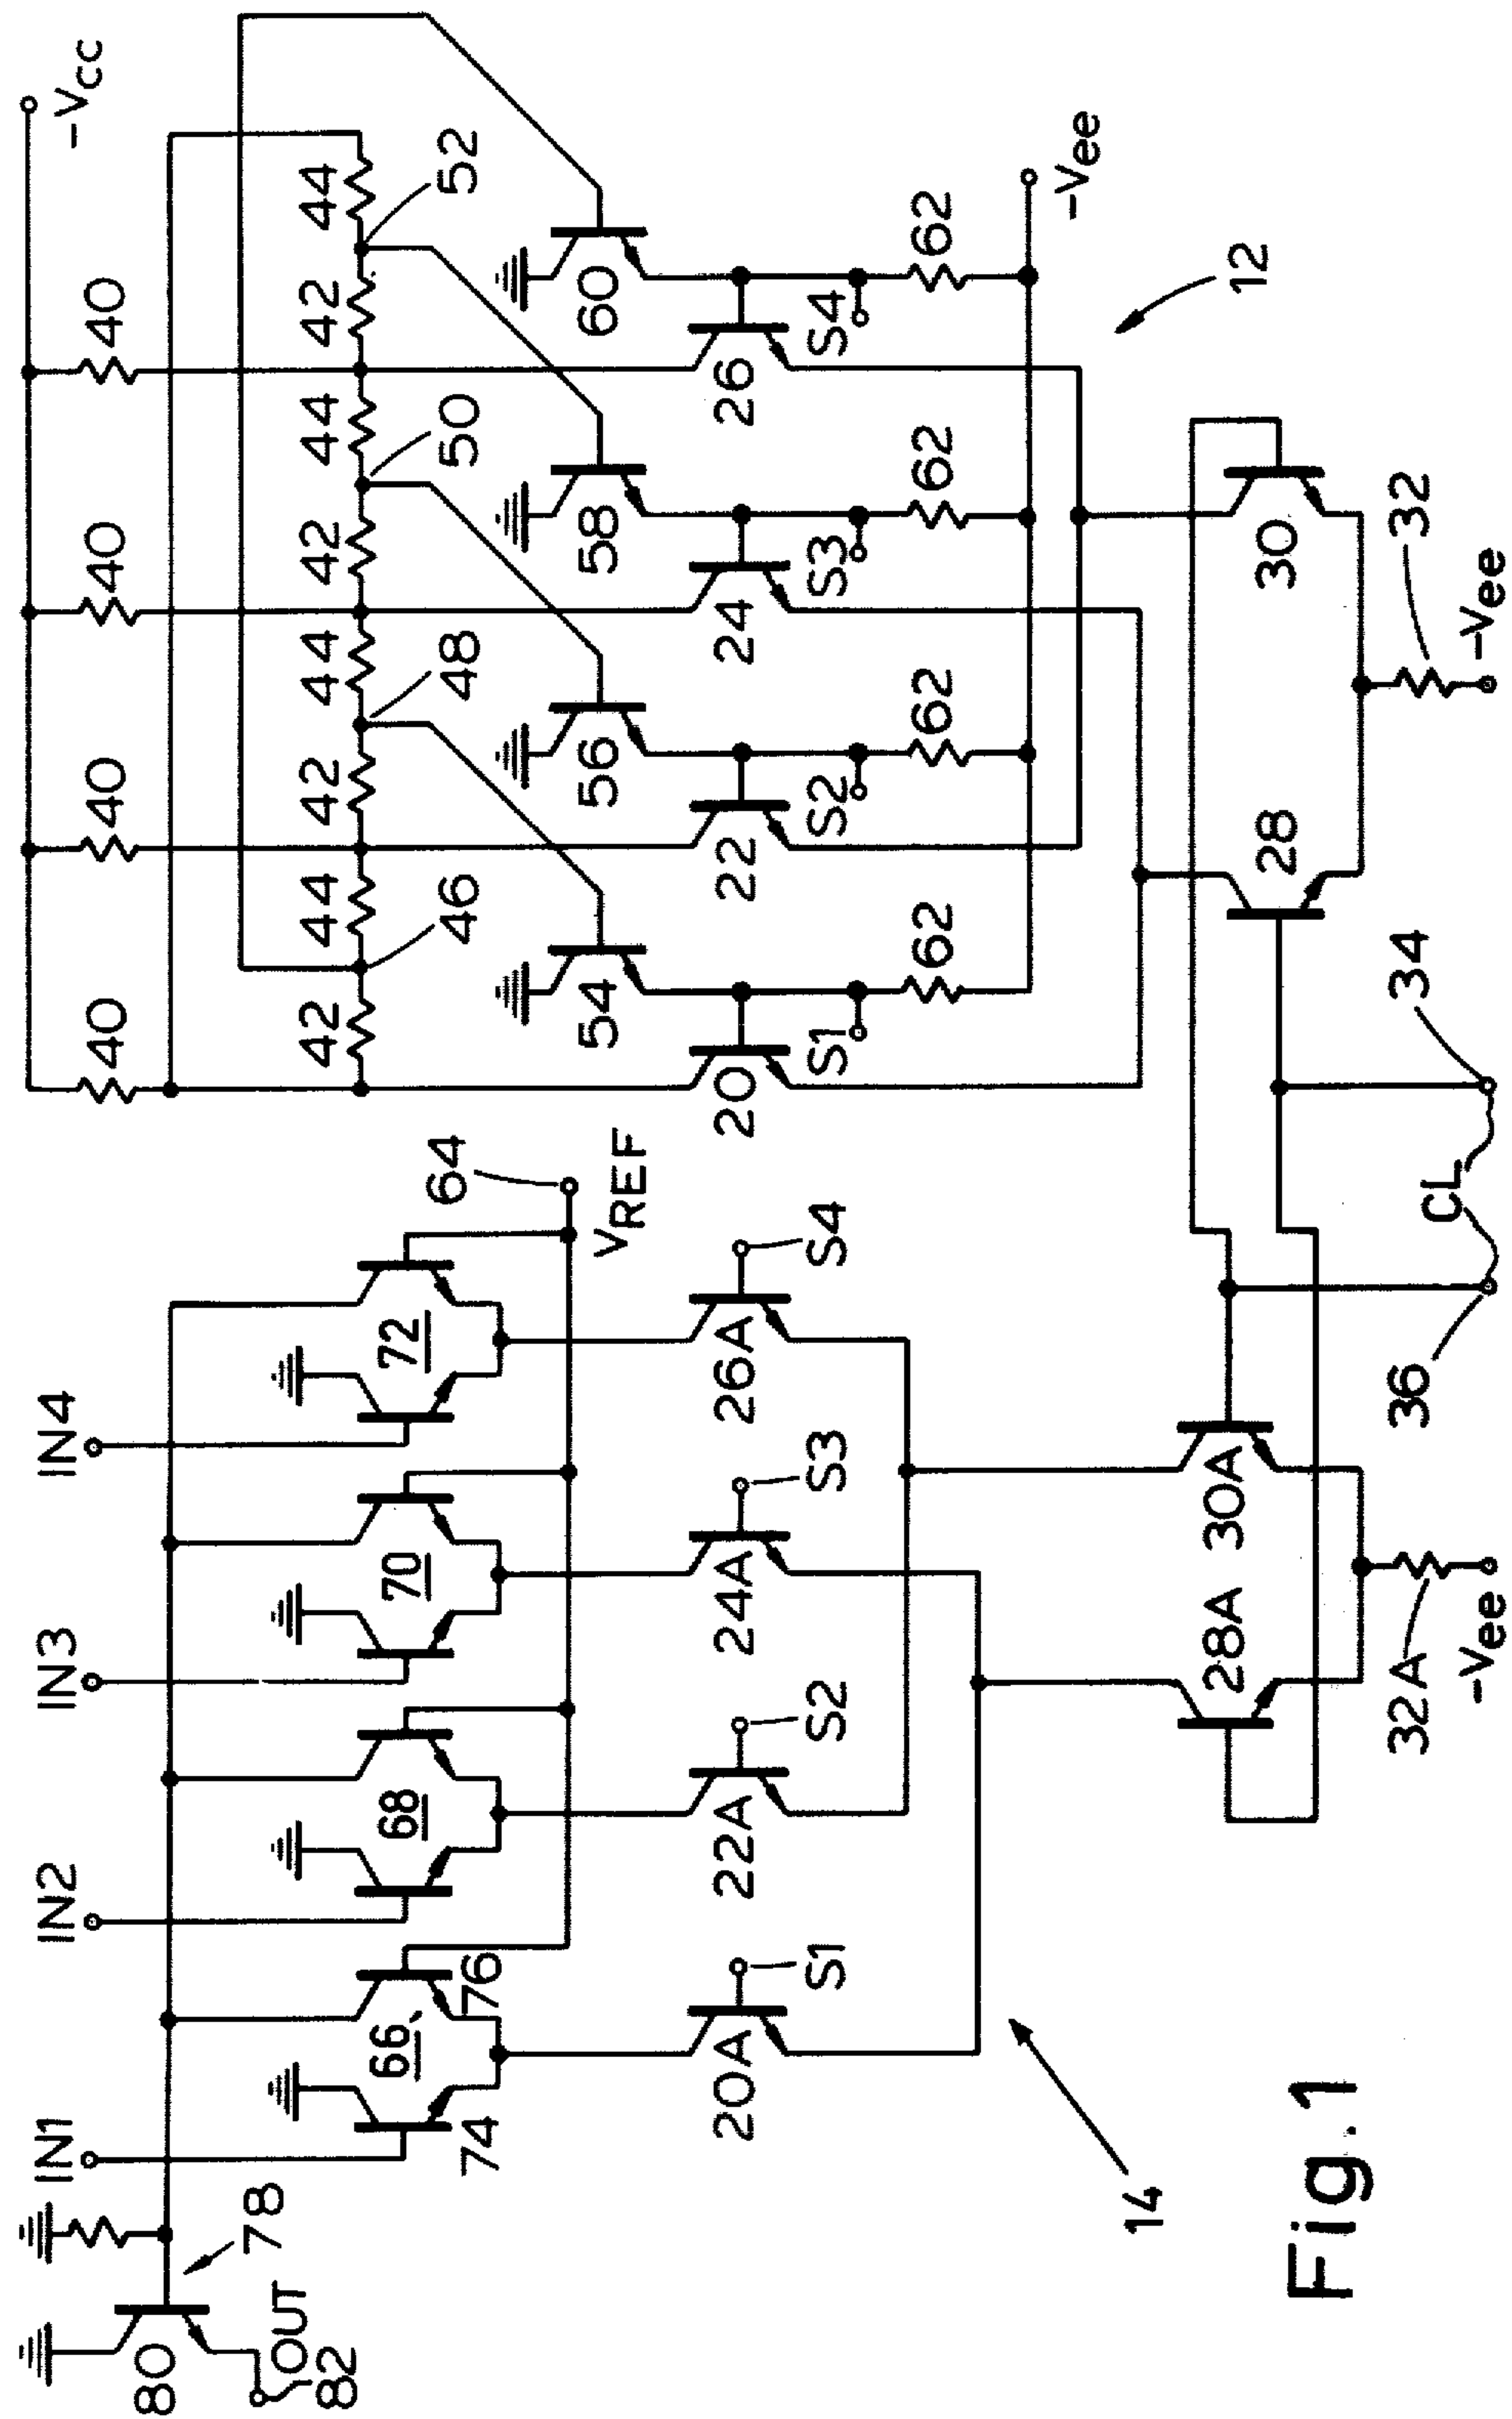 -Vcc
40
40
40
40
42
44
42
44
42
44
42
44
46
48
50
52
54
56
58
60
20
22
24
26
S1
S2
S3
S4
62
62
62
62
-Vee
12
28
30
32
-Vee
34
36
CL
IN1
IN2
IN3
IN4
66
68
70
72
74
76
78
80
OUT
82
64
VREF
20A
22A
24A
26A
S1
S2
S3
S4
28A
30A
32A
-Vee
14
Fig.1